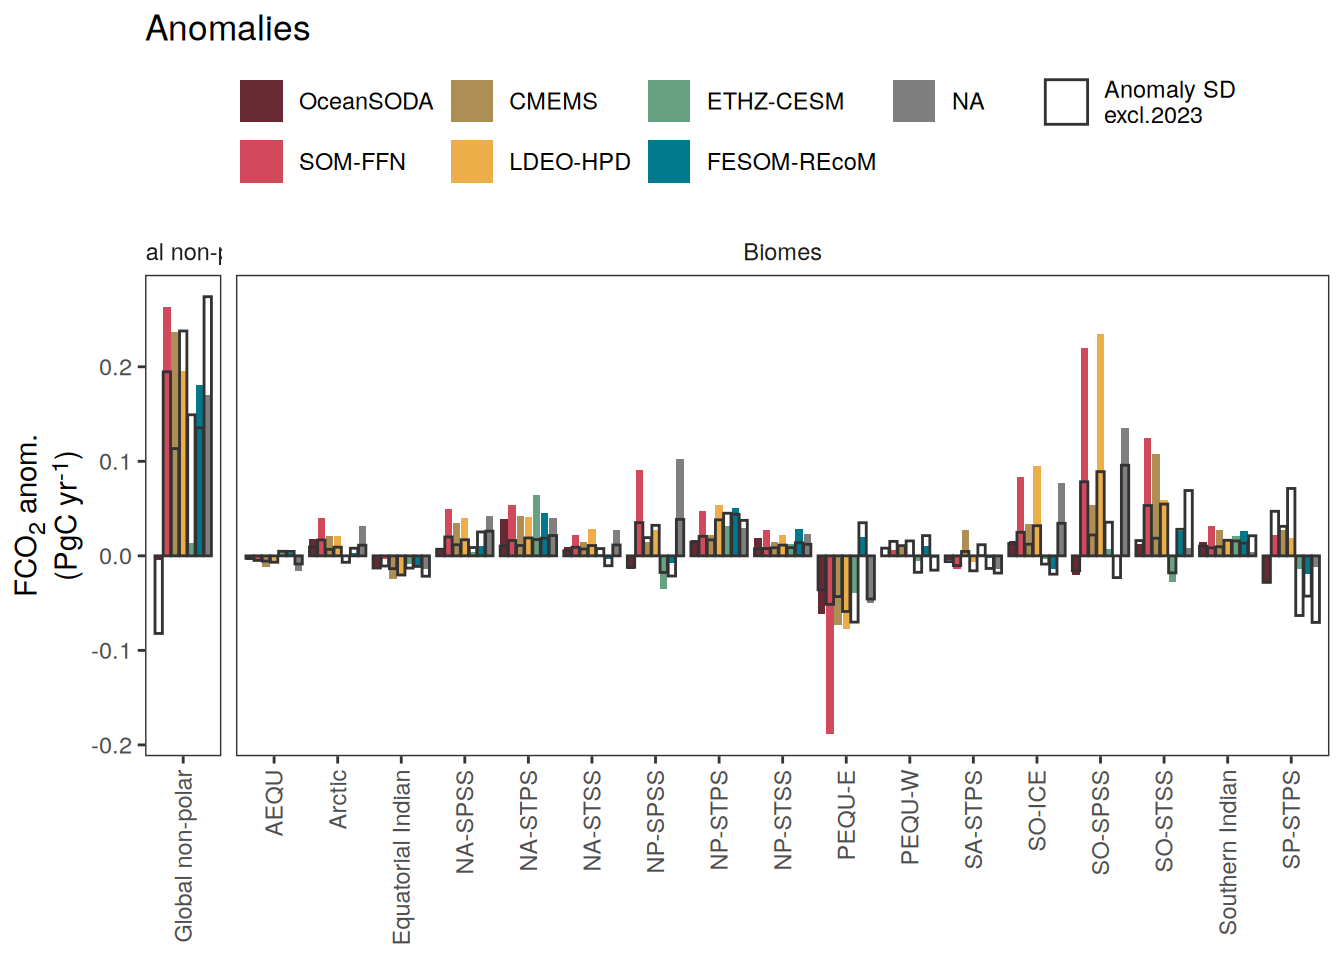 Anomalies
OceanSODA
CMEMS
ETHZ-CESM
NA
Anomaly SD
excl.2023
SOM-FFN
LDEO-HPD
FESOM-REcoM
al non-p
Biomes
FCO2 anom.
(PgC yr-1)
0.2
0.1
0.0
-0.1
-0.2
Global non-polar
AEQU
Arctic
Equatorial Indian
NA-SPSS
NA-STPS
NA-STSS
NP-SPSS
NP-STPS
NP-STSS
PEQU-E
PEQU-W
SA-STPS
SO-ICE
SO-SPSS
SO-STSS
Southern Indian
SP-STPS